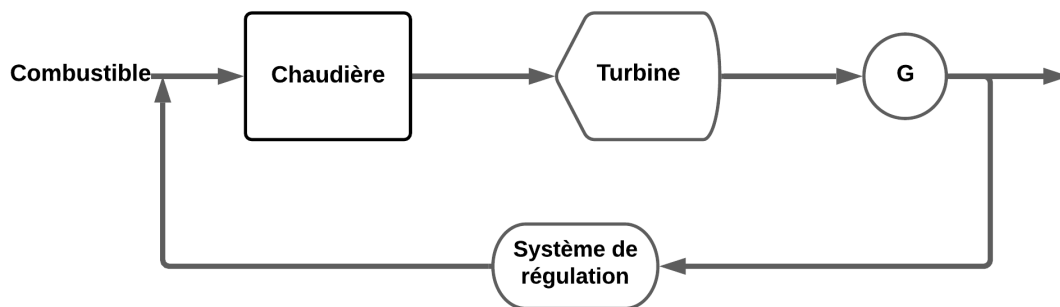 Combustible
Chaudière
Turbine
G
Système de
régulation